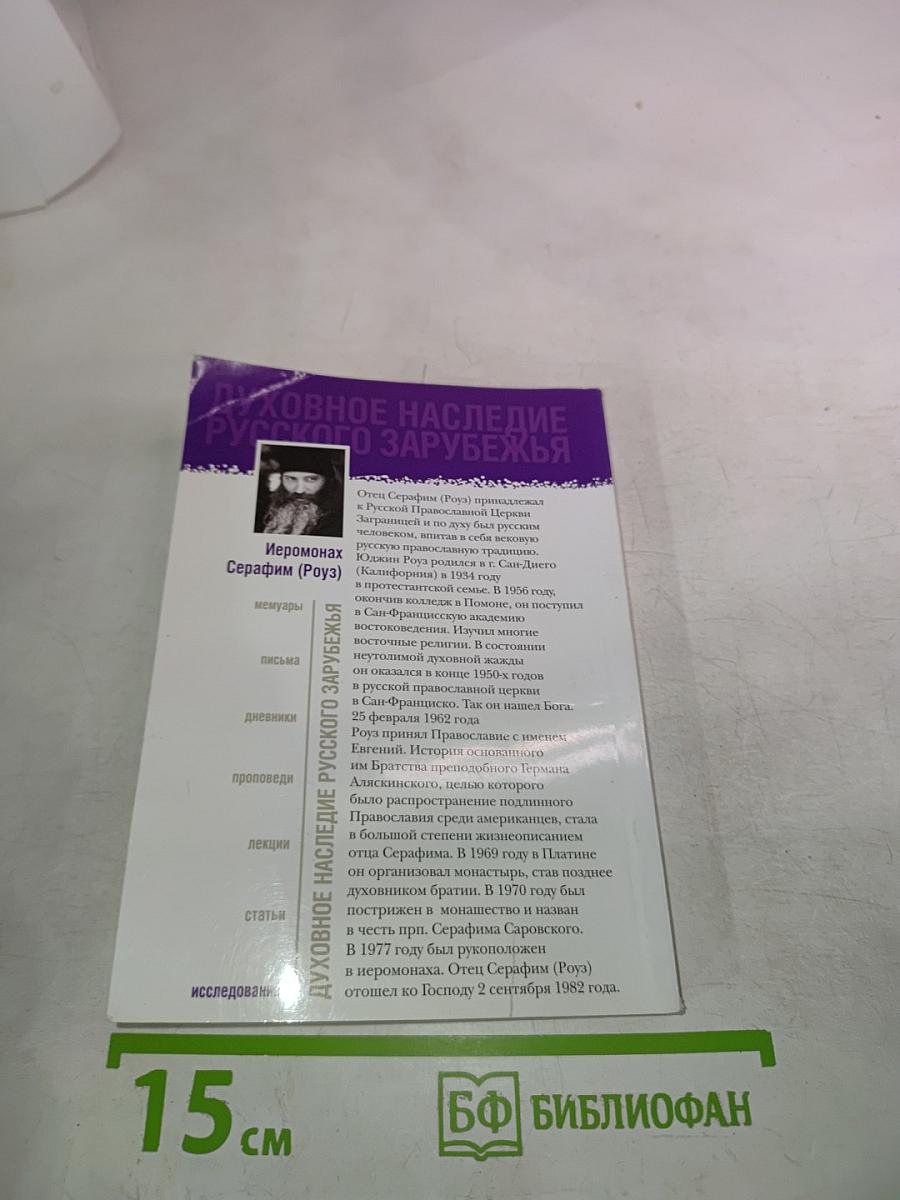 ДУХОВНОЕ НАСЛЕДИЕ
РУССКОГО ЗАРУБЕЖЬЯ
Иеромонах
Серафим (Роуз)
мемуары
письма
дневники
проповеди
лекции
статьи
исследования
ДУХОВНОЕ НАСЛЕДИЕ РУССКОГО ЗАРУБЕЖЬЯ
Отец Серафим (Роуз) принадлежал
к Русской Православной Церкви
Заграницей и по духу был русским
человеком, впитав в себя вековую
русскую православную традицию.
Юджин Роуз родился в г. Сан-Диего
(Калифорния) в 1934 году
в протестантской семье. В 1956 году,
окончив колледж в Помоне, он поступил
в Сан-Францисскую академию
востоковедения. Изучил многие
восточные религии. В состоянии
неутолимой духовной жажды
он оказался в конце 1950-х годов
в русской православной церкви
в Сан-Франциско. Так он нашел Бога.
25 февраля 1962 года
Роуз принял Православие с именем
Евгений. История основанного
им Братства преподобного Германа
Аляскинского, целью которого
было распространение подлинного
Православия среди американцев, стала
в большой степени жизнеописанием
отца Серафима. В 1969 году в Платине
он организовал монастырь, став позднее
духовником братии. В 1970 году был
пострижен в монашество и назван
в честь прп. Серафима Саровского.
В 1977 году был рукоположен
в иеромонаха. Отец Серафим (Роуз)
отошел ко Господу 2 сентября 1982 года.
15 см
БФ БИБЛИОФАН